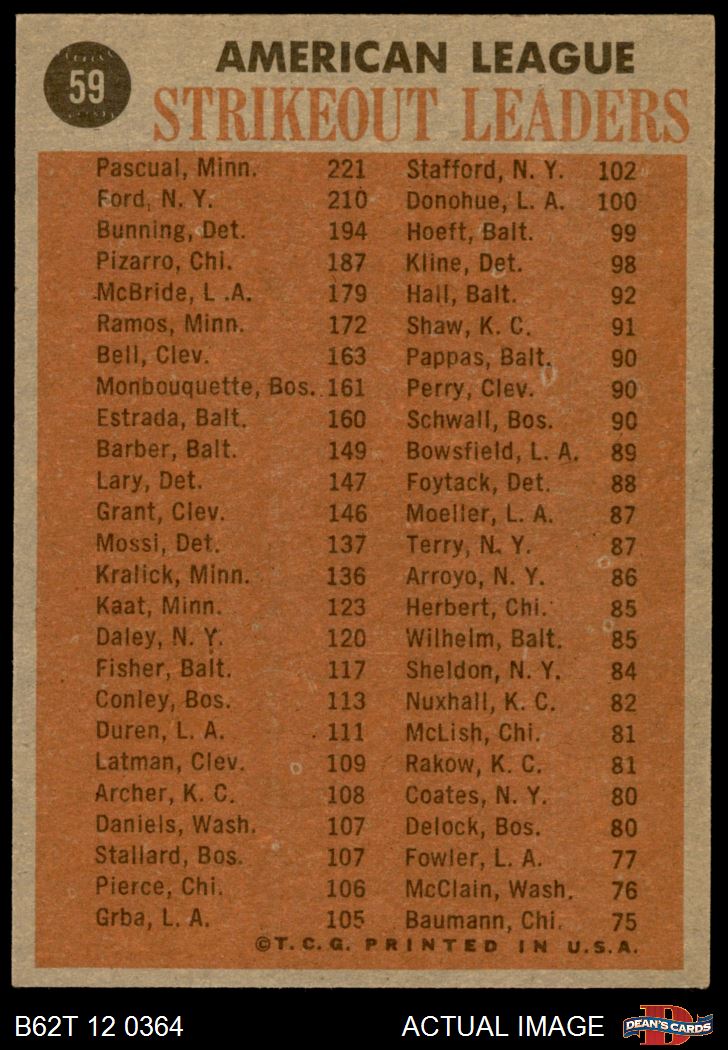 59
AMERICAN LEAGUE
STRIKEOUT LEADERS
Pascual, Minn. 221
Ford, N. Y. 210
Bunning, Det. 194
Pizarro, Chi. 187
McBride, L .A. 179
Ramos, Minn. 172
Bell, Clev. 163
Monbouquette, Bos. 161
Estrada, Balt. 160
Barber, Balt. 149
Lary, Det. 147
Grant, Clev. 146
Mossi, Det. 137
Kralick, Minn. 136
Kaat, Minn. 123
Daley, N. Y. 120
Fisher, Balt. 117
Conley, Bos. 113
Duren, L. A. 111
Latman, Clev. 109
Archer, K. C. 108
Daniels, Wash. 107
Stallard, Bos. 107
Pierce, Chi. 106
Grba, L. A. 105
Stafford, N. Y. 102
Donohue, L. A. 100
Hoeft, Balt. 99
Kline, Det. 98
Hall, Balt. 92
Shaw, K. C. 91
Pappas, Balt. 90
Perry, Clev. 90
Schwall, Bos. 90
Bowsfield, L. A. 89
Foytack, Det. 88
Moeller, L. A. 87
Terry, N. Y. 87
Arroyo, N. Y. 86
Herbert, Chi. 85
Wilhelm, Balt. 85
Sheldon, N. Y. 84
Nuxhall, K. C. 82
McLish, Chi. 81
Rakow, K. C. 81
Coates, N. Y. 80
Delock, Bos. 80
Fowler, L. A. 77
McClain, Wash. 76
Baumann, Chi. 75
©T. C. G. PRINTED IN U.S.A.
B62T 12 0364
ACTUAL IMAGE
D
DEAN'S CARDS